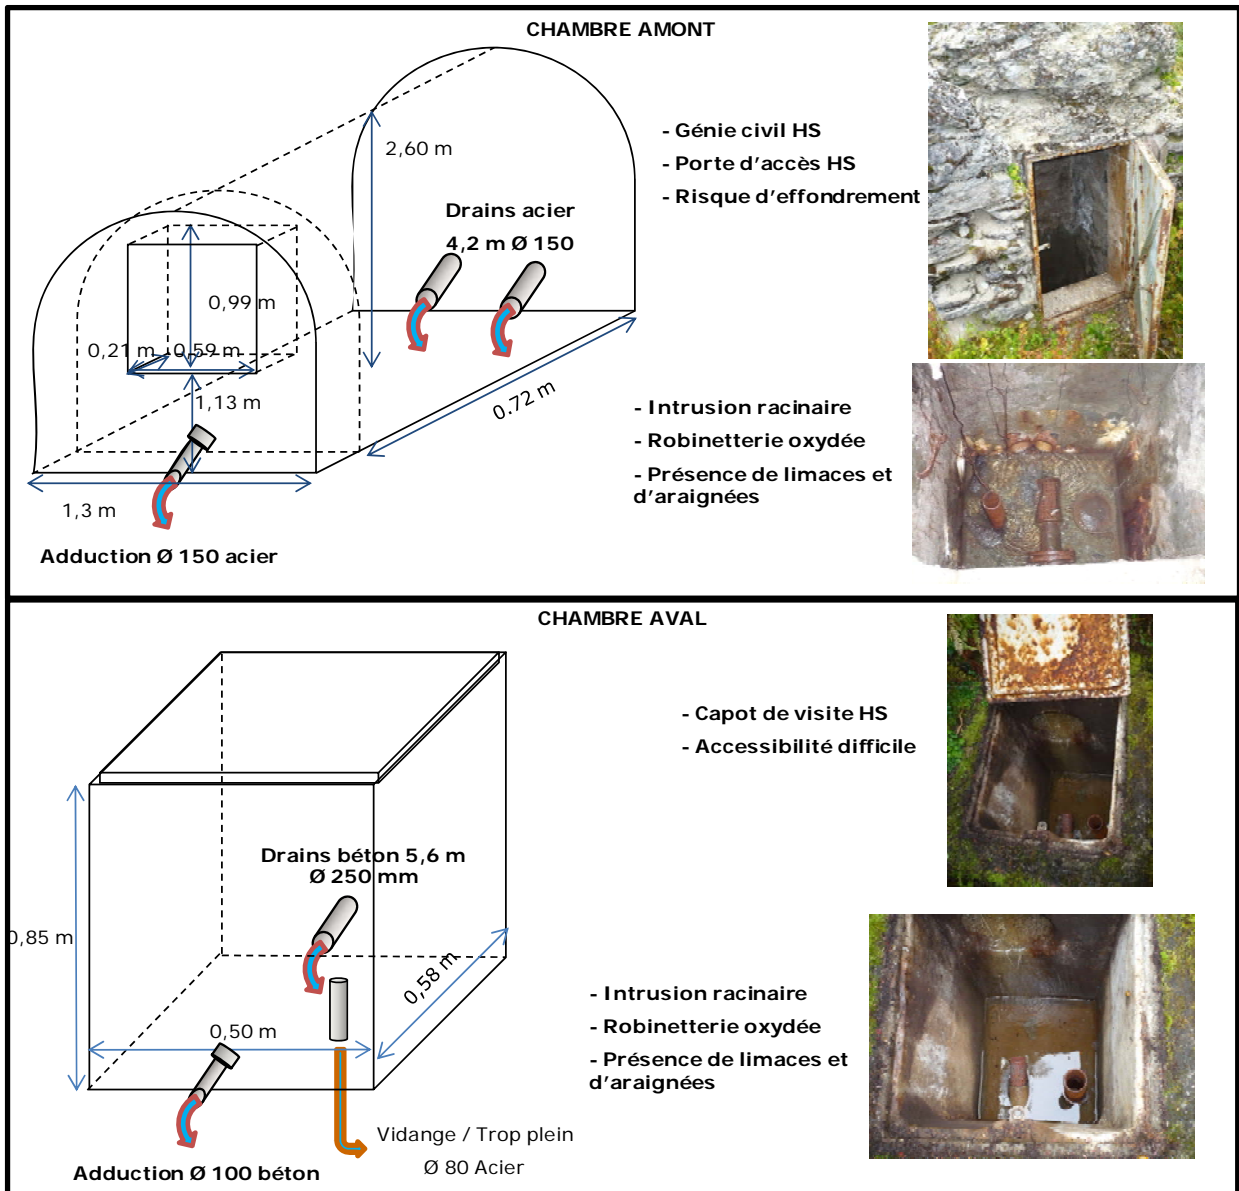 CHAMBRE AMONT
2,60 m
- Génie civil HS
- Porte d'accès HS
- Risque d'effondrement
Drains acier
4,2 m Ø 150
0,99 m
0,21 m
0,59 m
1,13 m
0.72 m
1,3 m
- Intrusion racinaire
- Robinetterie oxydée
- Présence de limaces et
d'araignées
Adduction Ø 150 acier
CHAMBRE AVAL
- Capot de visite HS
- Accessibilité difficile
Drains béton 5,6 m
Ø 250 mm
0,85 m
0,58 m
0,50 m
- Intrusion racinaire
- Robinetterie oxydée
- Présence de limaces et
d'araignées
Vidange / Trop plein
Ø 80 Acier
Adduction Ø 100 béton